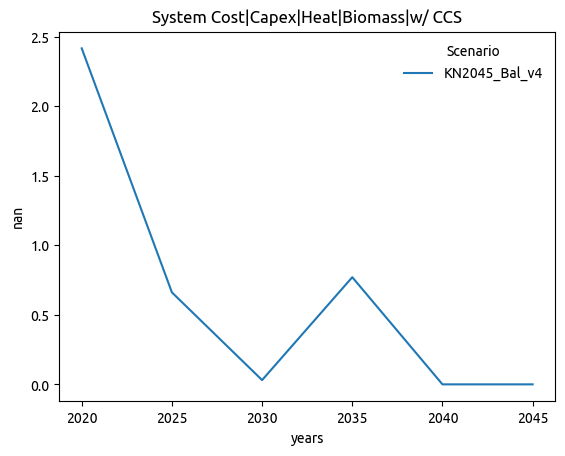 System Cost|Capex|Heat|Biomass|w/ CCS
Scenario
KN2045_Bal_v4
2.5
2.0
1.5
1.0
0.5
0.0
nan
2020 2025 2030 2035 2040 2045
years